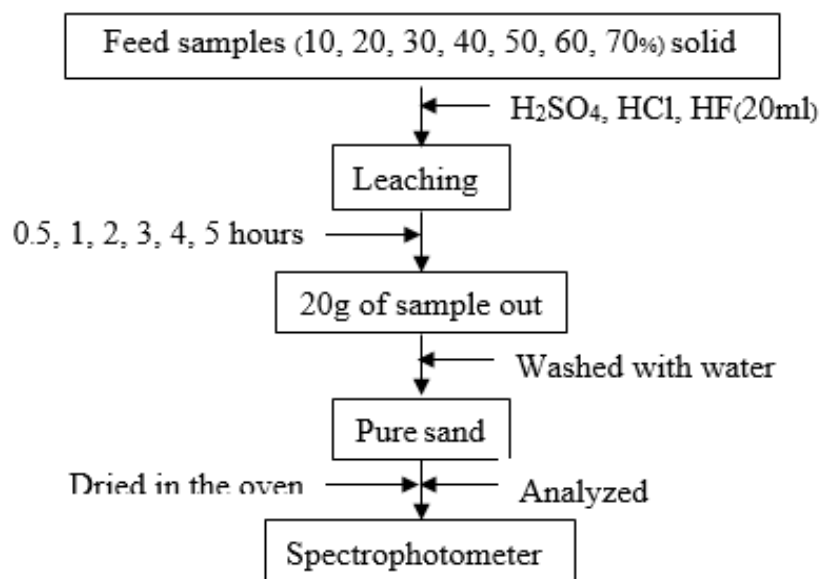 Feed samples (10, 20, 30, 40, 50, 60, 70%) solid
H₂SO₄, HCl, HF(20ml)
Leaching
0.5, 1, 2, 3, 4, 5 hours
20g of sample out
Washed with water
Pure sand
Dried in the oven
Analyzed
Spectrophotometer